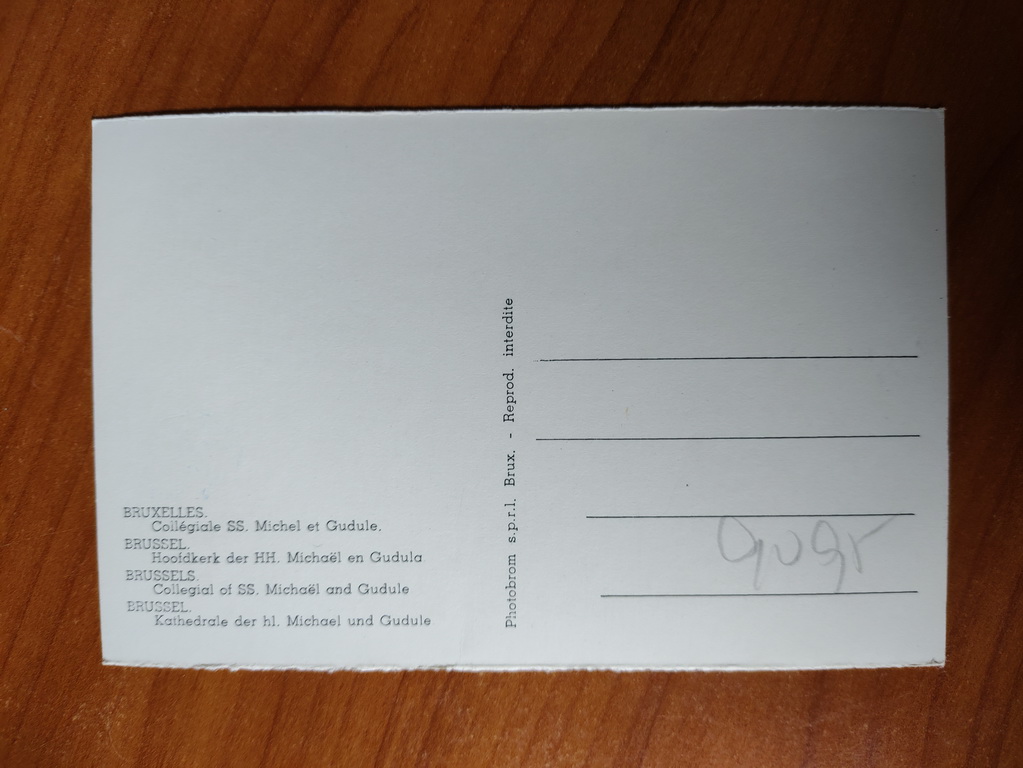 BRUXELLES.
Collégiale SS. Michel et Gudule.
BRUSSEL.
Hoofdkerk der HH. Michaël en Gudula
BRUSSELS.
Collegial of SS. Michaël and Gudule
BRUSSEL.
Kathedrale der hl. Michael und Gudule
Photobrom s.p.r.l. Brux. - Reprod. interdite